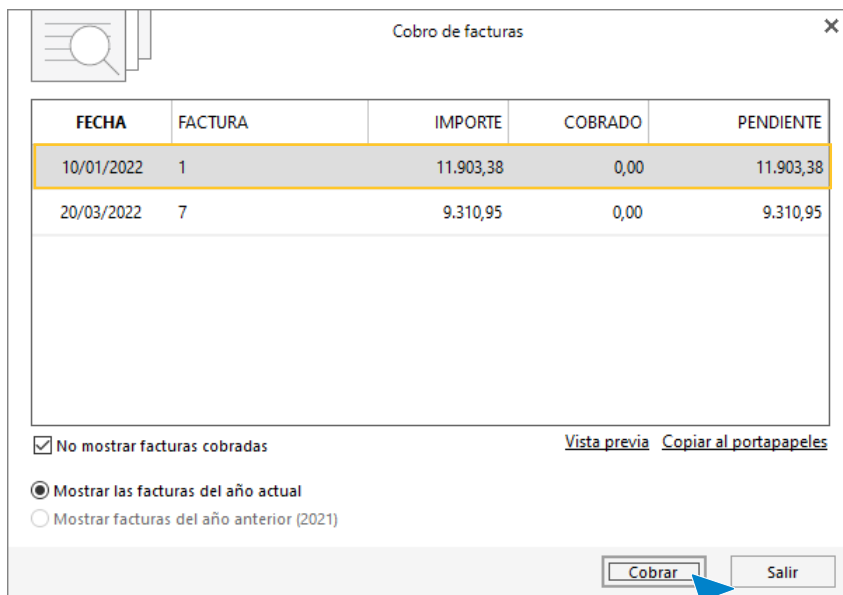 Cobro de facturas
FECHA FACTURA IMPORTE COBRADO PENDIENTE
10/01/2022 1 11.903,38 0,00 11.903,38
20/03/2022 7 9.310,95 0,00 9.310,95
No mostrar facturas cobradas Vista previa Copiar al portapapeles
Mostrar las facturas del año actual
Mostrar facturas del año anterior (2021)
Cobrar Salir